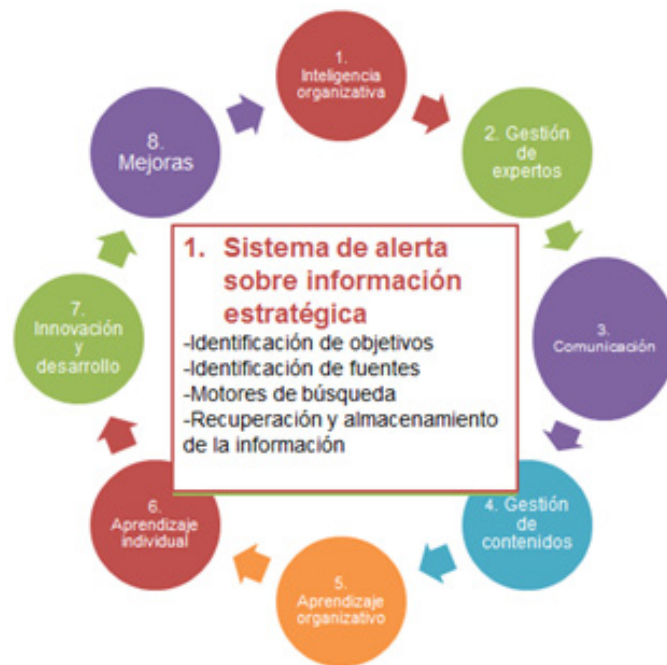 1.
Inteligencia
organizativa
2. Gestión
de
expertos
3.
Comunicación
4. Gestión
de
contenidos
5.
Aprendizaje
organizativo
6.
Aprendizaje
individual
7.
Innovación
y
desarrollo
8.
Mejoras
1. Sistema de alerta
sobre información
estratégica
-Identificación de objetivos
-Identificación de fuentes
-Motores de búsqueda
-Recuperación y almacenamiento
de la información